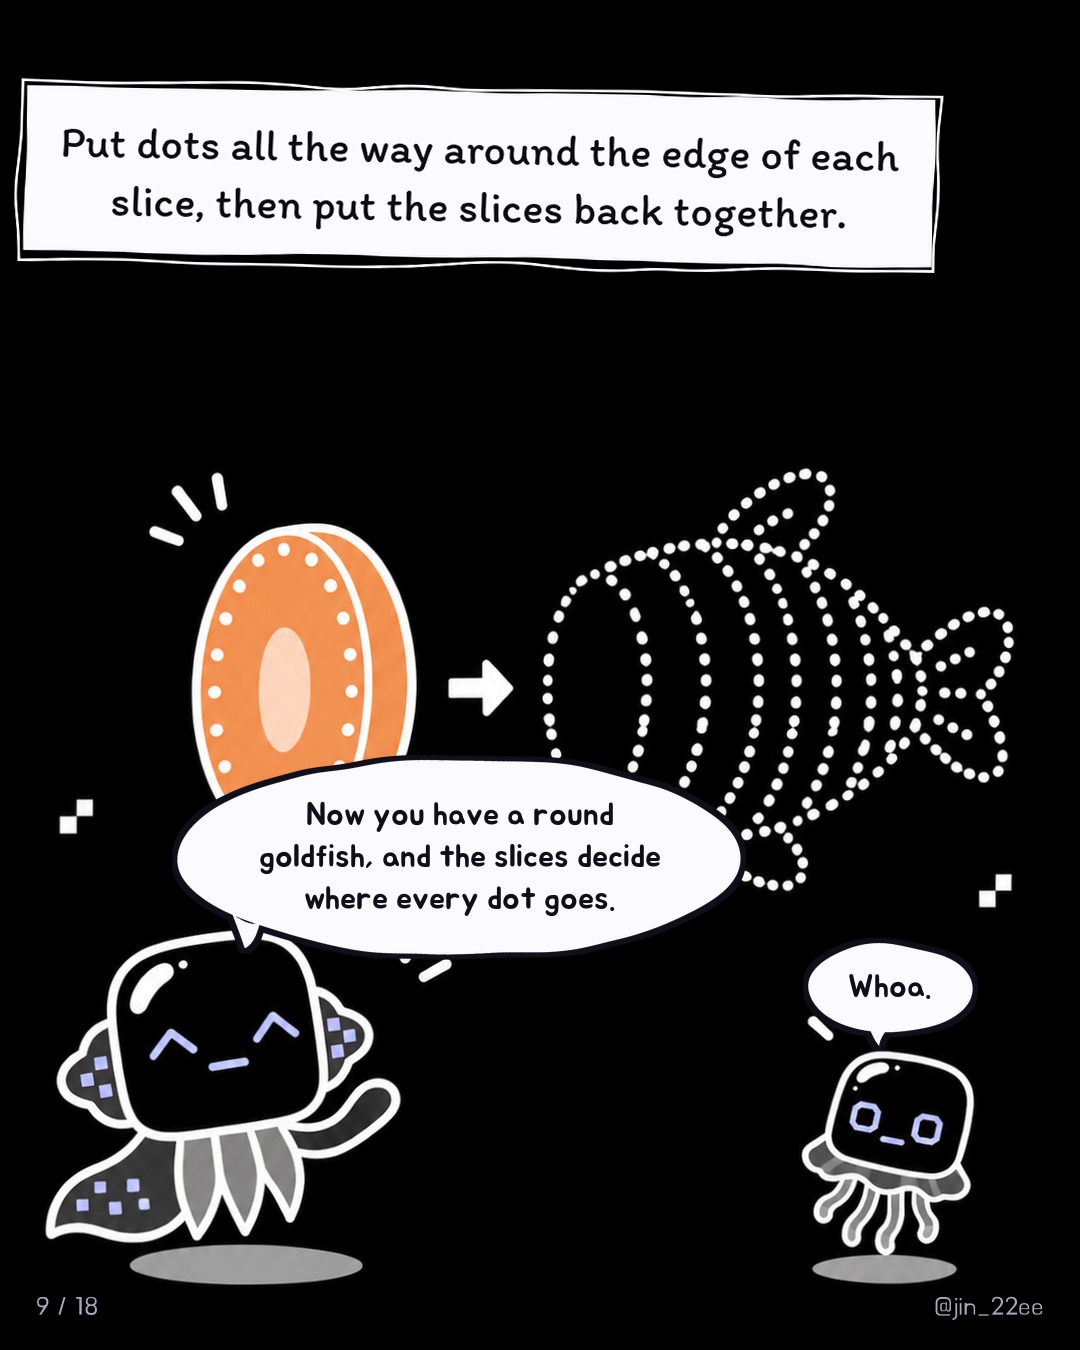 Put dots all the way around the edge of each
slice, then put the slices back together.
Now you have a round
goldfish, and the slices decide
where every dot goes.
Whoa.
9 / 18
@jin_22ee